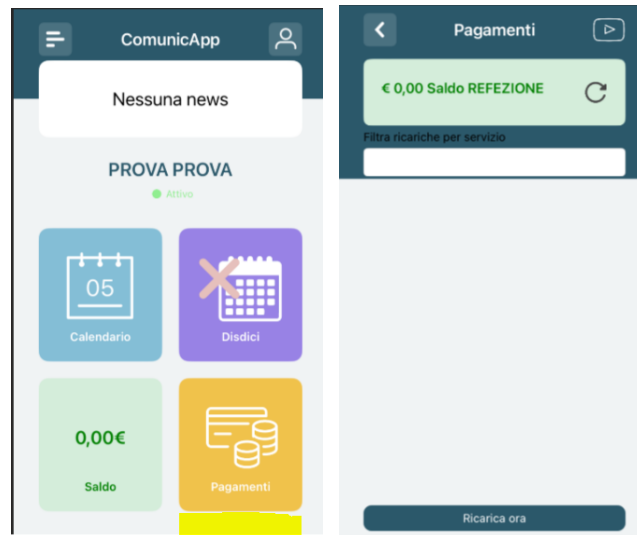 ComunicApp
Nessuna news
PROVA PROVA
Attivo
05
Calendario
Disdici
0,00€
Saldo
Pagamenti
Pagamenti
€ 0,00 Saldo REFEZIONE
Filtra ricariche per servizio
Ricarica ora